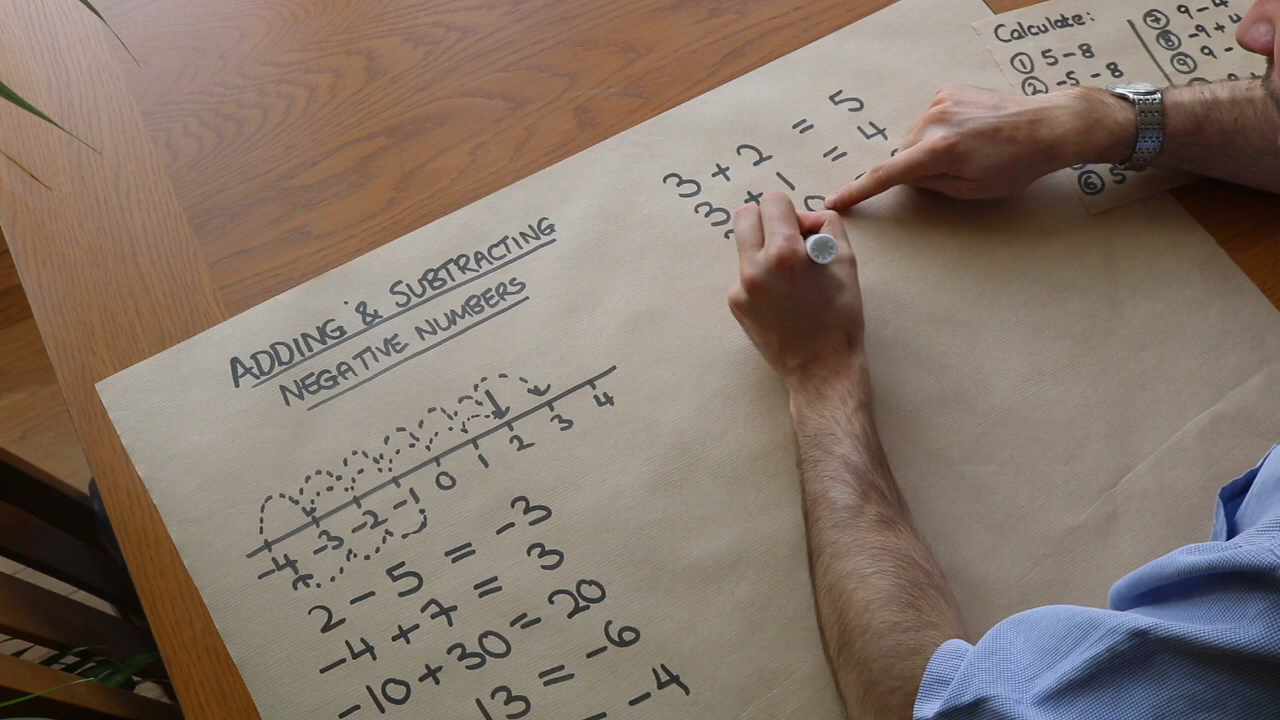 ADDING & SUBTRACTING
NEGATIVE NUMBERS
-4 -3 -2 -1 0 1 2 3 4
2 - 5 = -3
-4 + 7 = 3
-10 + 30 = 20
13 = -6
-4
3 + 2 = 5
3 + 1 = 4
Calculate:
① 5 - 8
② -5 - 8
⑥ 5
⑦ 9 - 4
⑧ -9 + 4
⑨ 9 -